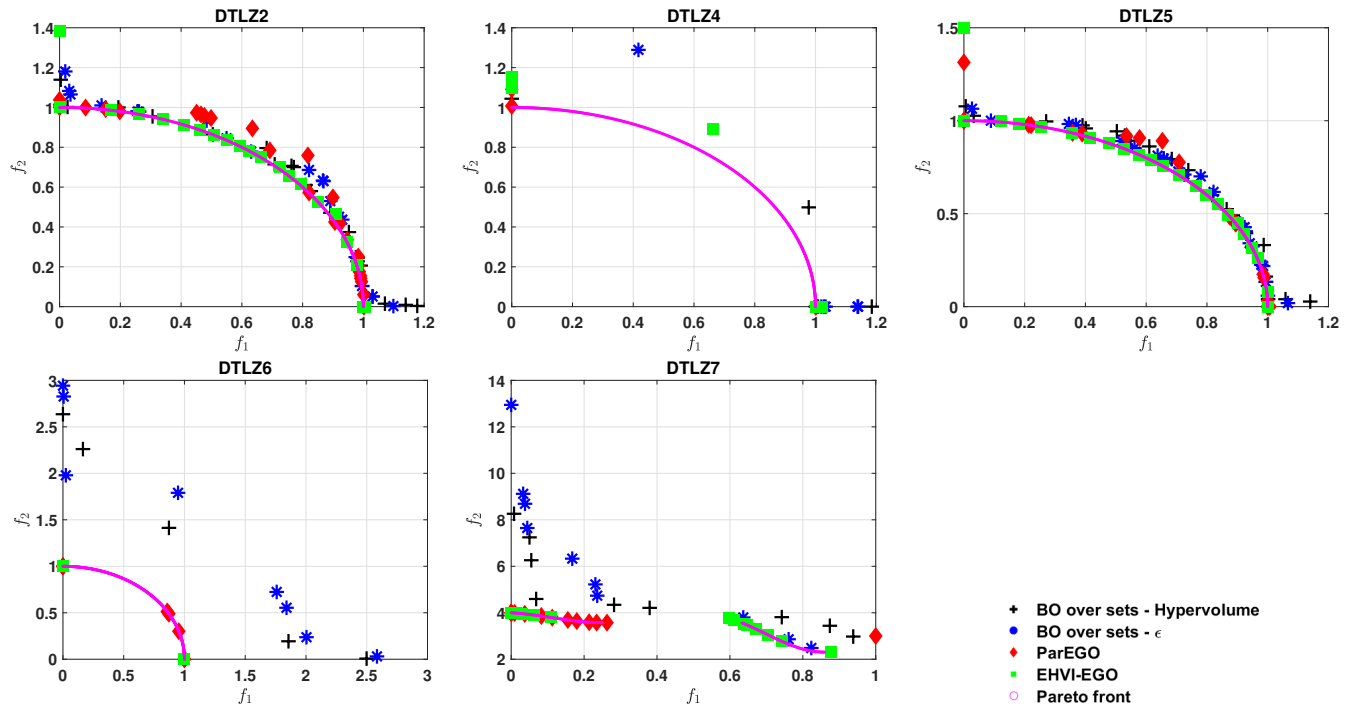 DTLZ2
1.4
1.2
1
0.8
0.6
0.4
0.2
0
f2
0 0.2 0.4 0.6 0.8 1 1.2
f1
DTLZ4
1.4
1.2
1
0.8
0.6
0.4
0.2
0
f2
0 0.2 0.4 0.6 0.8 1 1.2
f1
DTLZ5
1.5
1
0.5
0
f2
0 0.2 0.4 0.6 0.8 1 1.2
f1
DTLZ6
3
2.5
2
1.5
1
0.5
0
f2
0 0.5 1 1.5 2 2.5 3
f1
DTLZ7
14
12
10
8
6
4
2
f2
0 0.2 0.4 0.6 0.8 1
f1
BO over sets - Hypervolume
BO over sets - ϵ
ParEGO
EHVI-EGO
Pareto front